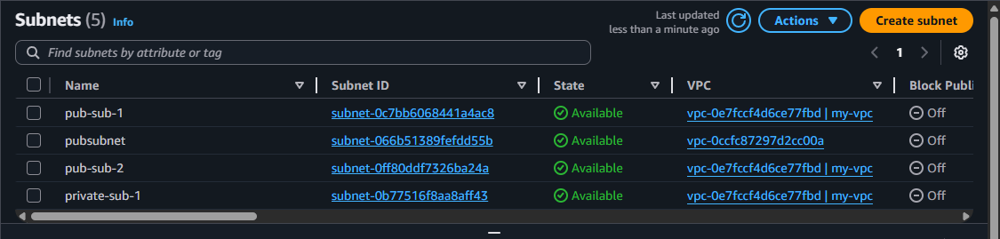 Subnets (5) Info
Last updated
less than a minute ago
Actions
Create subnet
Find subnets by attribute or tag
1
Name Subnet ID State VPC Block Publi
pub-sub-1 subnet-0c7bb6068441a4ac8 Available vpc-0e7fccf4d6ce77fbd | my-vpc Off
pubsubnet subnet-066b51389fefdd55b Available vpc-0ccfc87297d2cc00a Off
pub-sub-2 subnet-0ff80ddf7326ba24a Available vpc-0e7fccf4d6ce77fbd | my-vpc Off
private-sub-1 subnet-0b77516f8aa8aff43 Available vpc-0e7fccf4d6ce77fbd | my-vpc Off